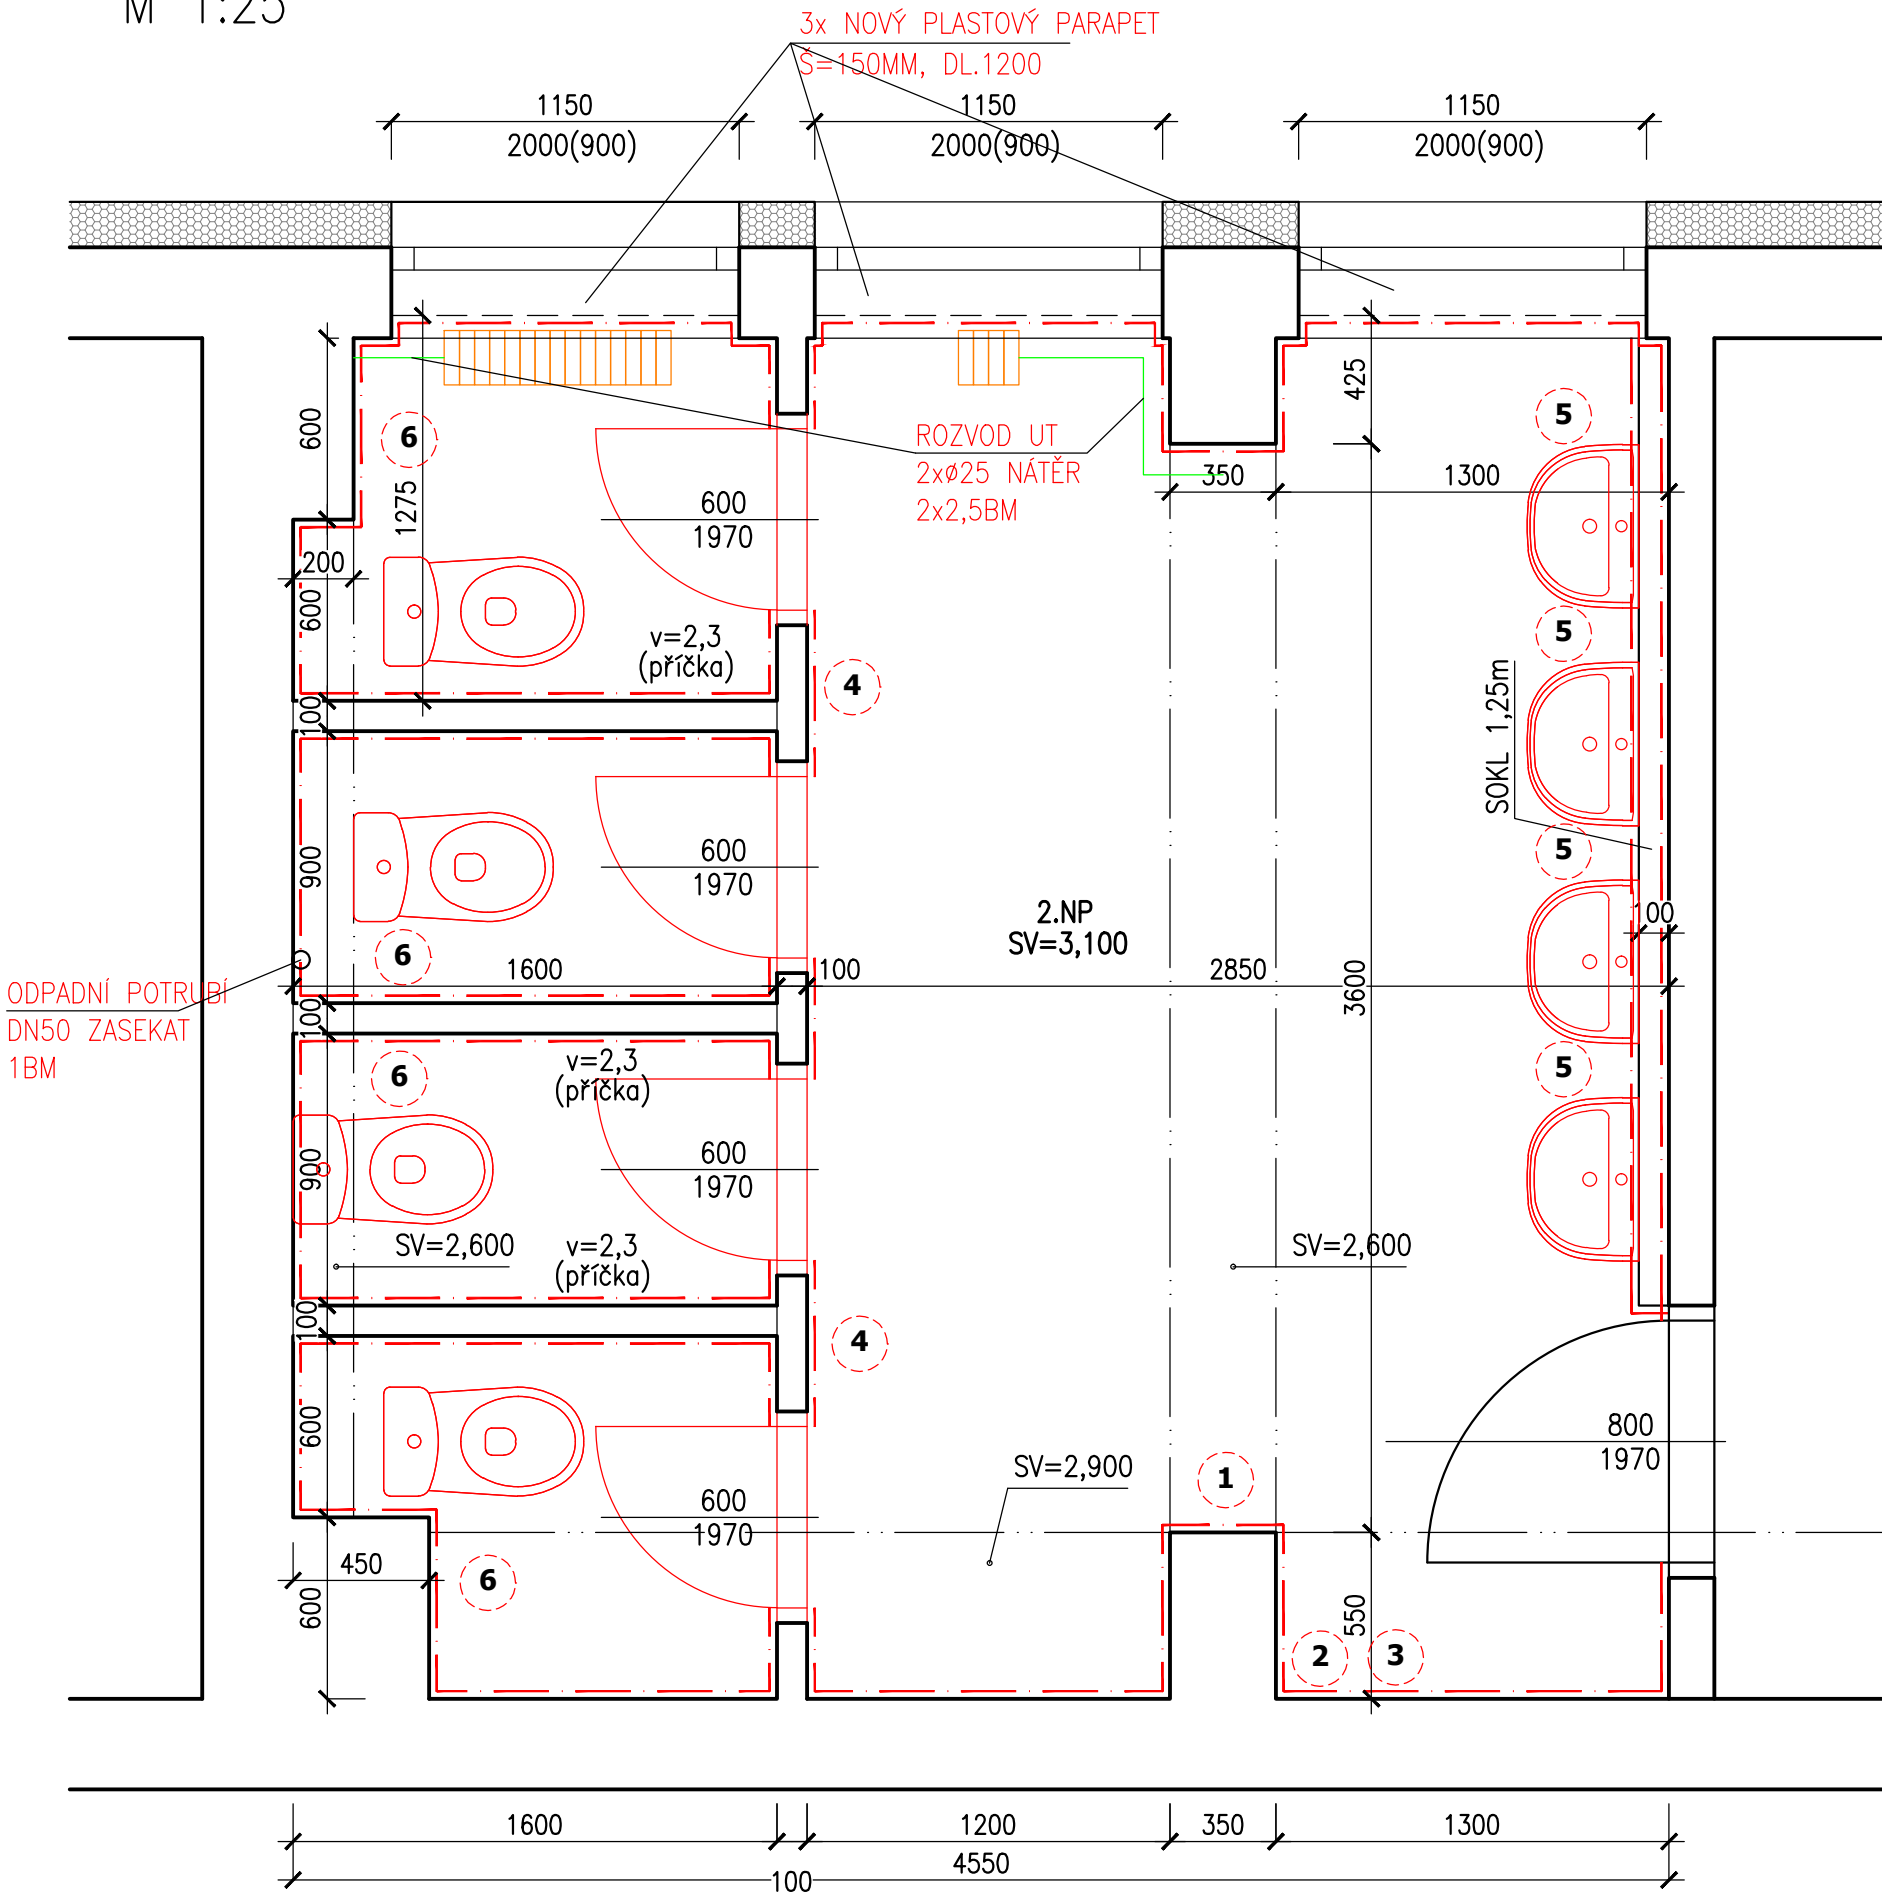 M 1:25
3x NOVÝ PLASTOVÝ PARAPET
Š=150MM, DL.1200
1150
2000(900)
1150
2000(900)
1150
2000(900)
600
6
1275
600
1970
ROZVOD UT
2xø25 NÁTĚR
2x2,5BM
425
350
1300
5
200
600
v=2,3
(příčka)
4
5
100
SOKL 1,25m
900
600
1970
5
6
2.NP
SV=3,100
100
1600
100
2850
3600
ODPADNÍ POTRUBÍ
DN50 ZASEKAT
1BM
100
6
v=2,3
(příčka)
5
900
600
1970
SV=2,600
v=2,3
(příčka)
SV=2,600
100
4
600
600
1970
SV=2,900
1
800
1970
450
6
600
550
2
3
1600
1200
350
1300
4550
100